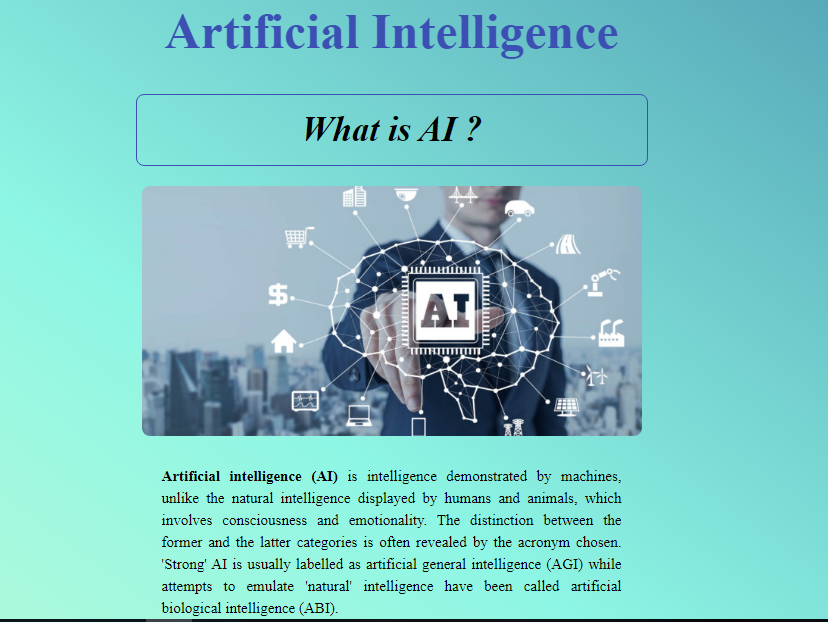 Artificial Intelligence
What is AI ?
AI
Artificial intelligence (AI) is intelligence demonstrated by machines,
unlike the natural intelligence displayed by humans and animals, which
involves consciousness and emotionality. The distinction between the
former and the latter categories is often revealed by the acronym chosen.
'Strong' AI is usually labelled as artificial general intelligence (AGI) while
attempts to emulate 'natural' intelligence have been called artificial
biological intelligence (ABI).